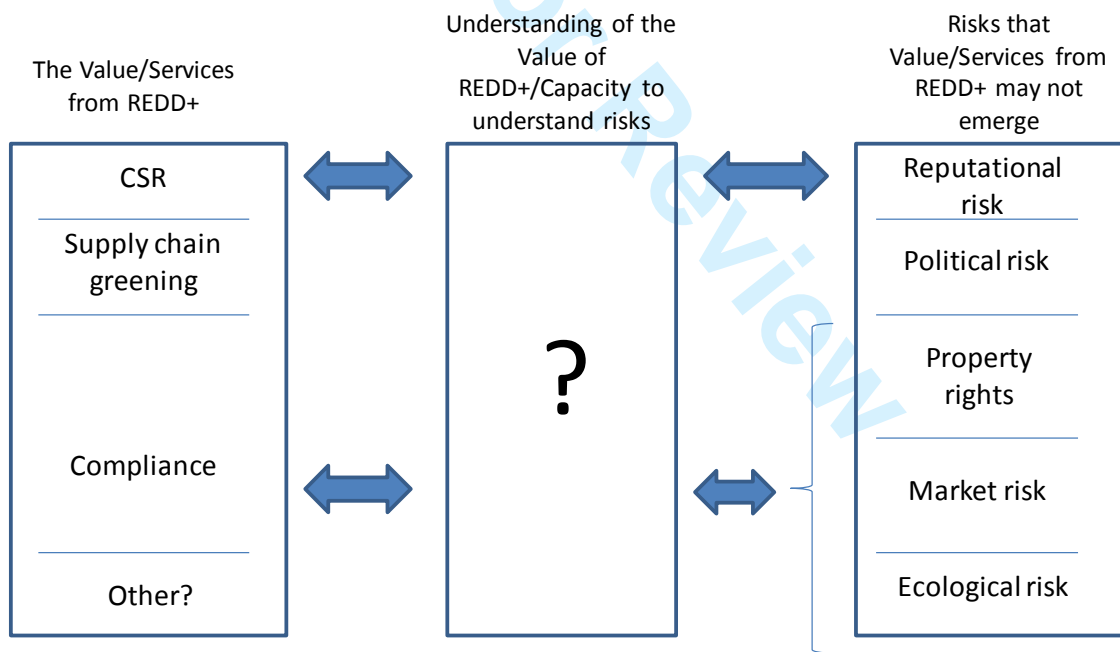 The Value/Services
from REDD+
Understanding of the
Value of
REDD+/Capacity to
understand risks
Risks that
Value/Services from
REDD+ may not
emerge
CSR
Supply chain
greening
Compliance
Other?
?
Reputational
risk
Political risk
Property
rights
Market risk
Ecological risk
or Review